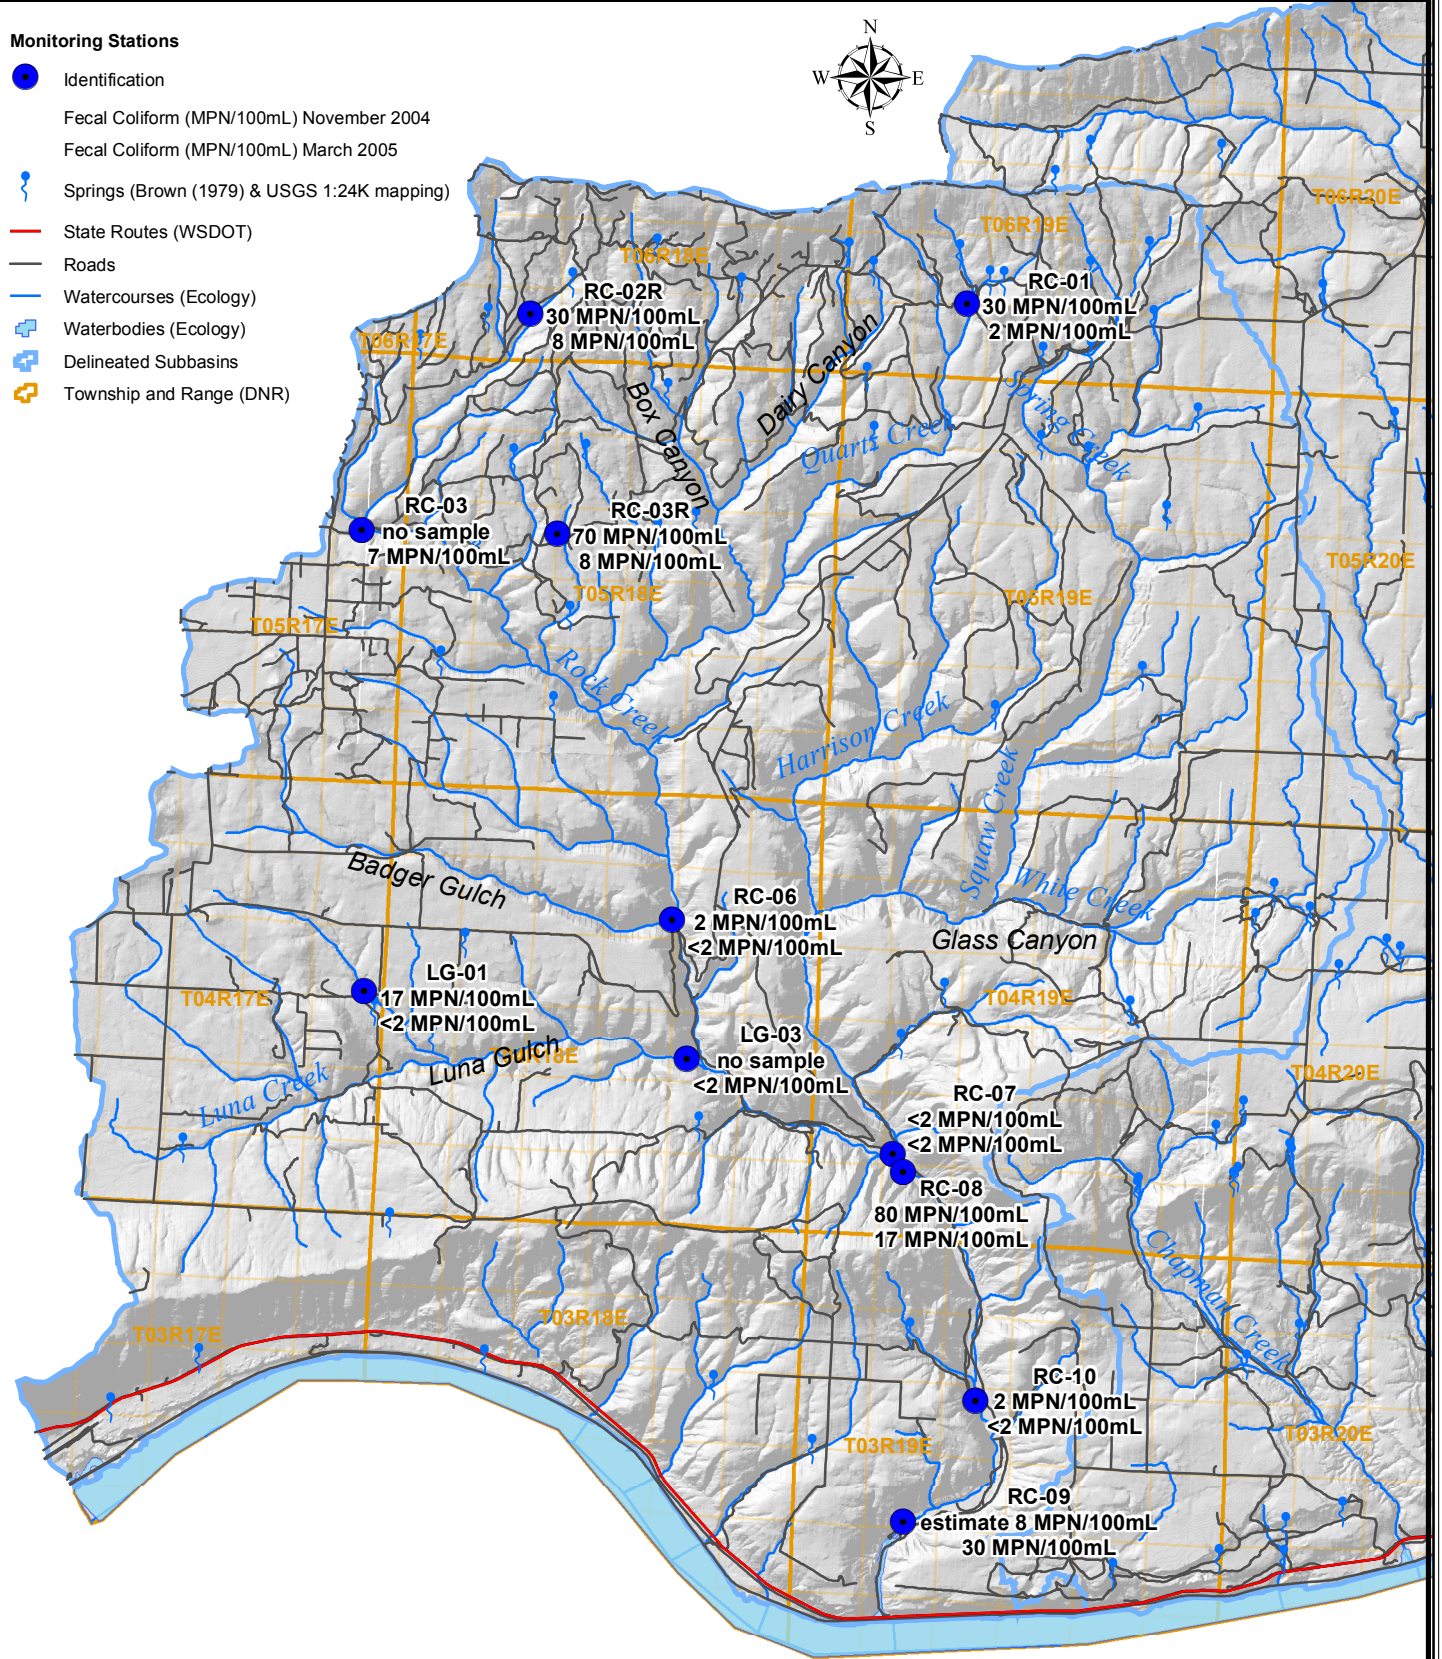 Monitoring Stations
Identification
Fecal Coliform (MPN/100mL) November 2004
Fecal Coliform (MPN/100mL) March 2005
Springs (Brown (1979) & USGS 1:24K mapping)
State Routes (WSDOT)
Roads
Watercourses (Ecology)
Waterbodies (Ecology)
Delineated Subbasins
Township and Range (DNR)
N
W
E
S
T06R20E
T06R19E
T06R18E
RC-01
30 MPN/100mL
2 MPN/100mL
RC-02R
30 MPN/100mL
8 MPN/100mL
T06R17E
Box Canyon
Dairy Canyon
Quartz Creek
Spring Creek
RC-03
no sample
7 MPN/100mL
RC-03R
70 MPN/100mL
8 MPN/100mL
T05R20E
T05R18E
T05R19E
T05R17E
Rock Creek
Harrison Creek
Squaw Creek
White Creek
Badger Gulch
RC-06
2 MPN/100mL
<2 MPN/100mL
Glass Canyon
LG-01
17 MPN/100mL
<2 MPN/100mL
T04R17E
T04R19E
LG-03
no sample
<2 MPN/100mL
Luna Gulch
R18E
Luna Creek
T04R20E
RC-07
<2 MPN/100mL
<2 MPN/100mL
RC-08
80 MPN/100mL
17 MPN/100mL
Chapman Creek
T03R18E
T03R17E
RC-10
2 MPN/100mL
<2 MPN/100mL
T03R19E
T03R20E
RC-09
estimate 8 MPN/100mL
30 MPN/100mL